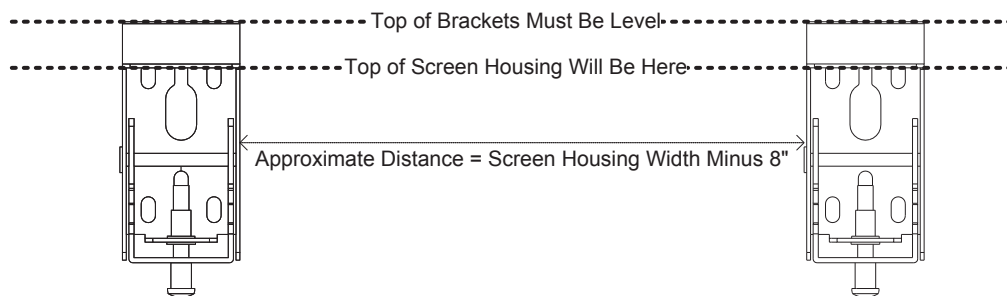 Top of Brackets Must Be Level
Top of Screen Housing Will Be Here
Approximate Distance = Screen Housing Width Minus 8"